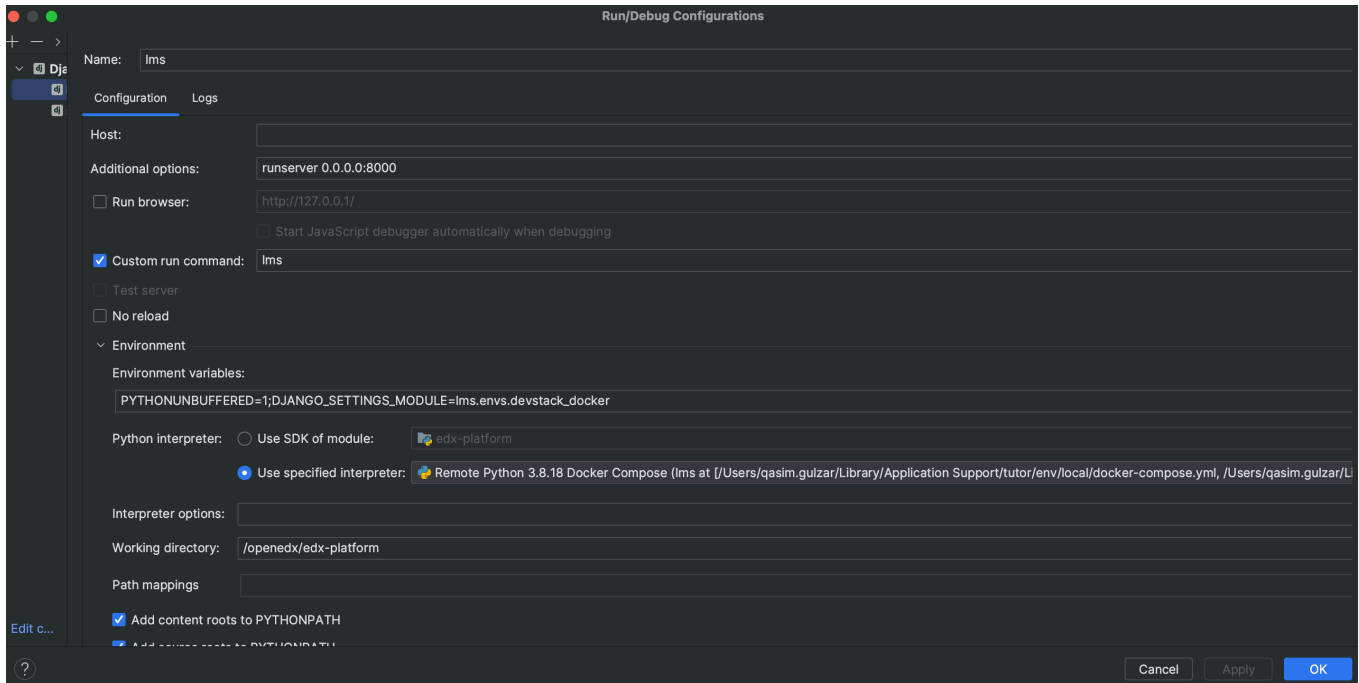 Run/Debug Configurations
Name: lms
Dja
Configuration Logs
Host:
Additional options: runserver 0.0.0.0:8000
Run browser: http://127.0.0.1/
Start JavaScript debugger automatically when debugging
Custom run command: lms
Test server
No reload
Environment
Environment variables:
PYTHONUNBUFFERED=1;DJANGO_SETTINGS_MODULE=lms.envs.devstack_docker
Python interpreter: Use SDK of module: edx-platform
Use specified interpreter: Remote Python 3.8.18 Docker Compose (lms at [/Users/qasim.gulzar/Library/Application Support/tutor/env/local/docker-compose.yml, /Users/qasim.gulzar/Li
Interpreter options:
Working directory: /openedx/edx-platform
Path mappings
Add content roots to PYTHONPATH
Edit c...
Add source roots to PYTHONPATH
? Cancel Apply OK